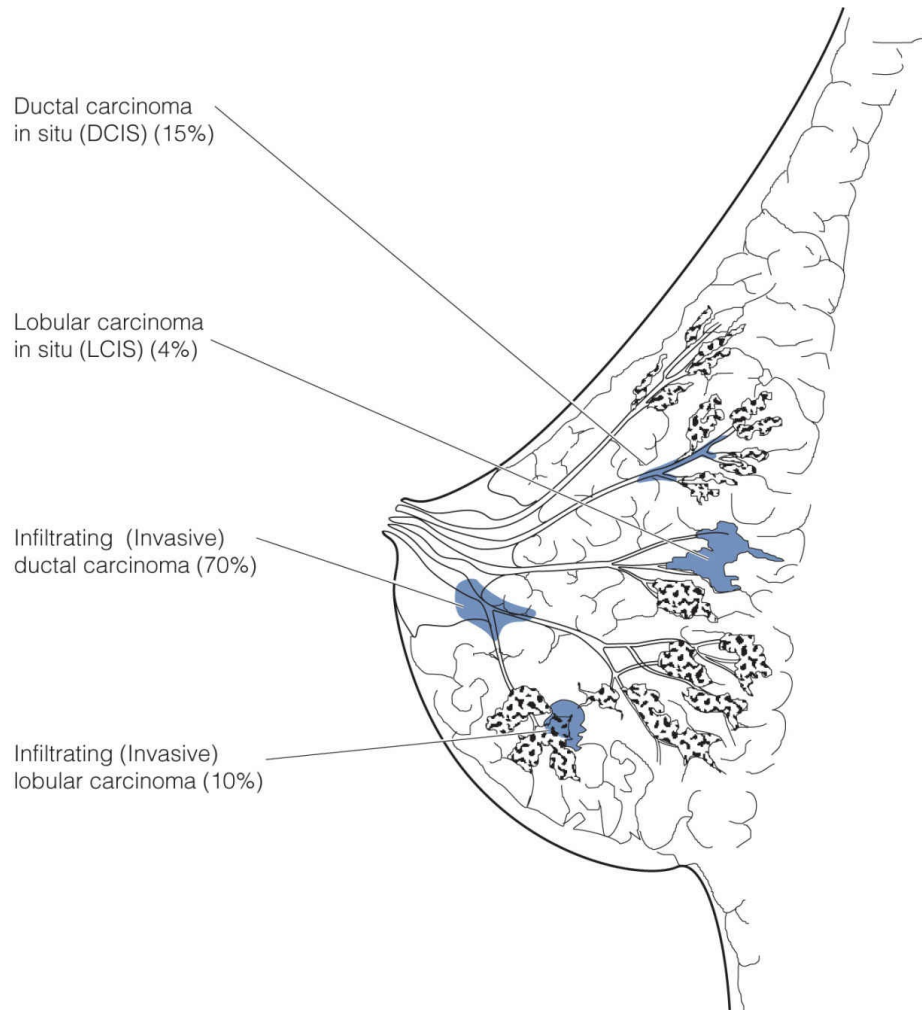 Ductal carcinoma
in situ (DCIS) (15%)
Lobular carcinoma
in situ (LCIS) (4%)
Infiltrating (Invasive)
ductal carcinoma (70%)
Infiltrating (Invasive)
lobular carcinoma (10%)